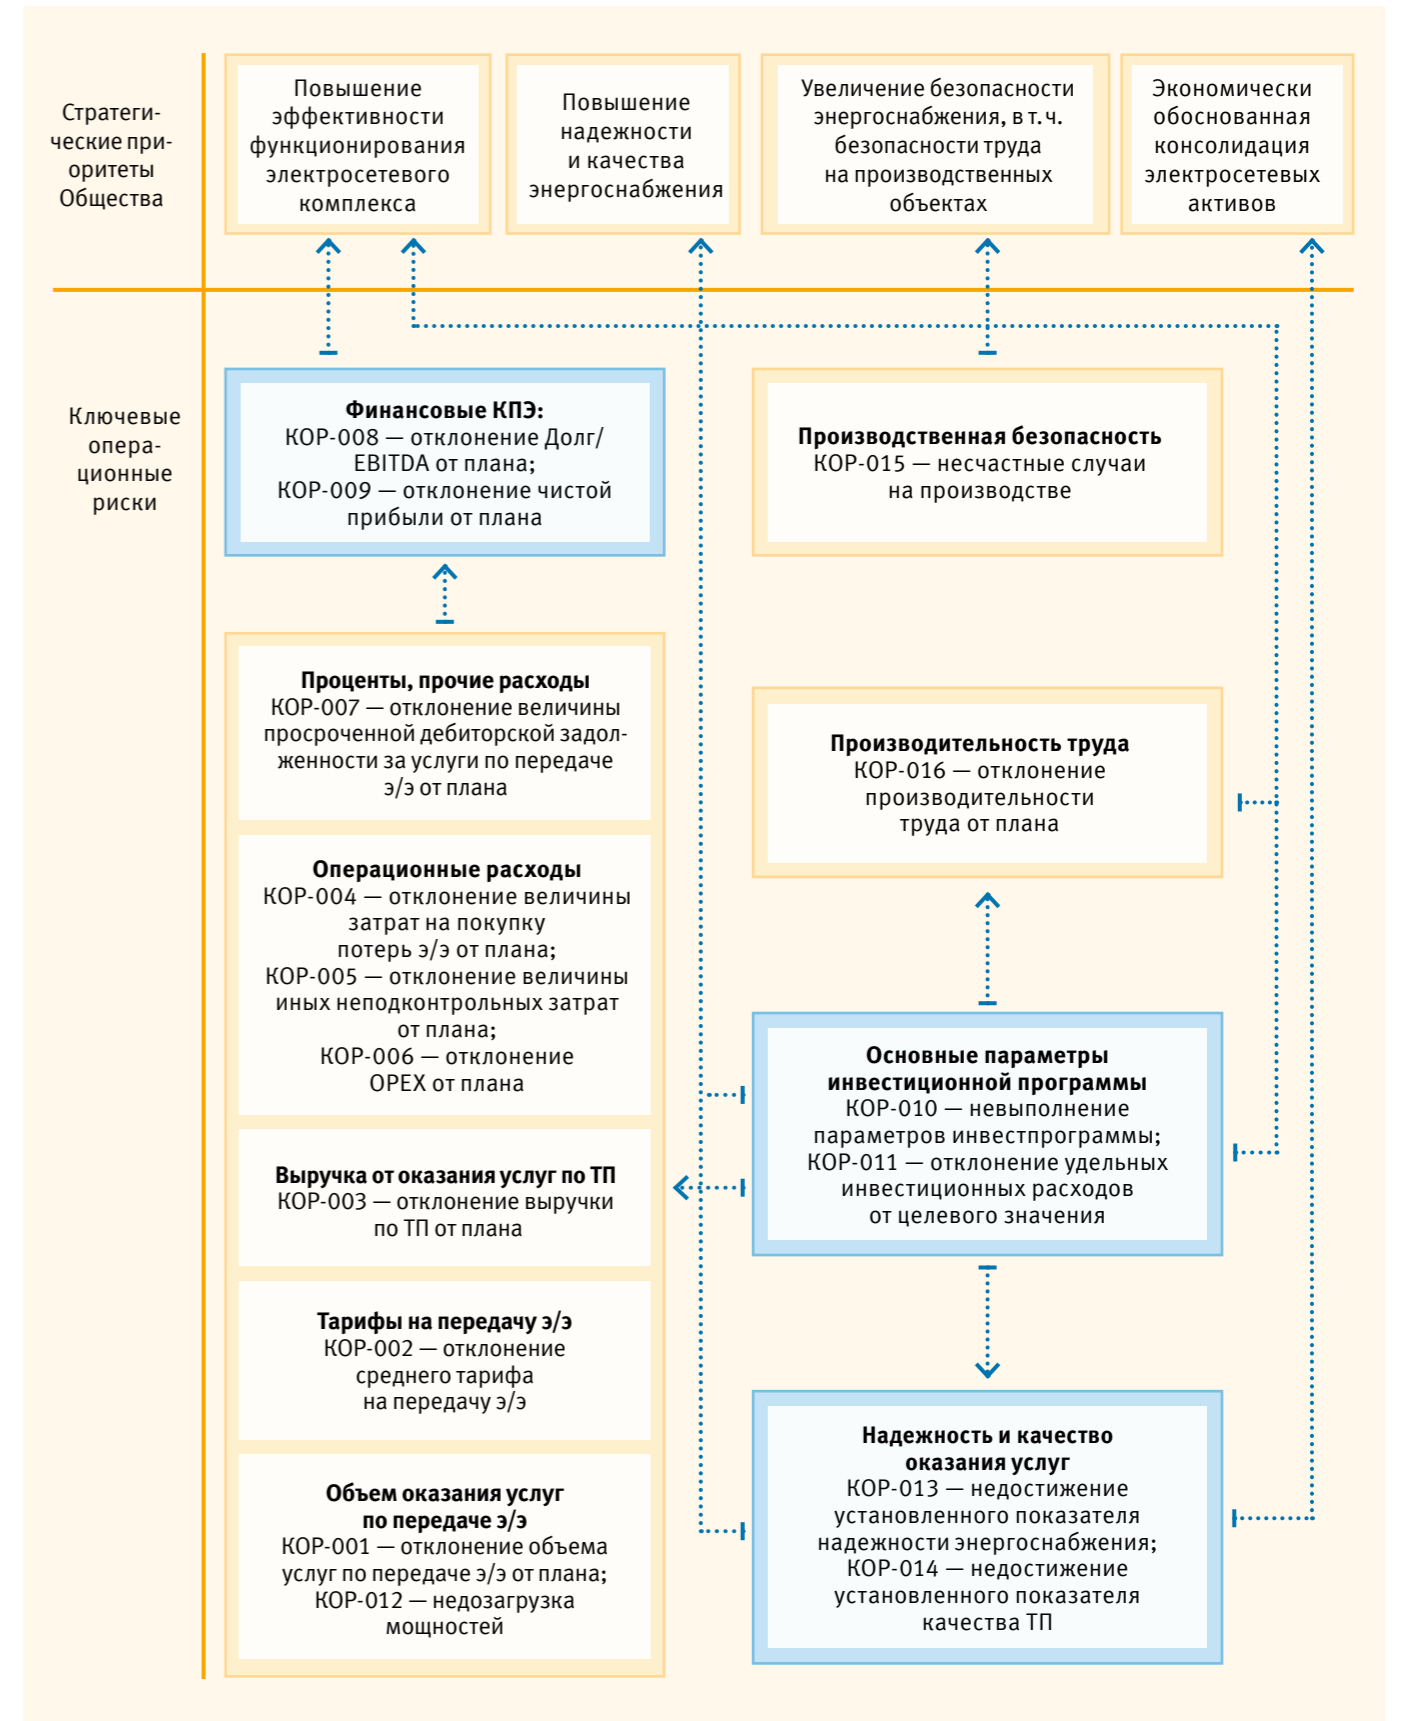 Стратеги-
ческие при-
оритеты
Общества
Повышение
эффективности
функционирования
электросетевого
комплекса
Повышение
надежности
и качества
энергоснабжения
Увеличение безопасности
энергоснабжения, в т. ч.
безопасности труда
на производственных
объектах
Экономически
обоснованная
консолидация
электросетевых
активов
Ключевые
опера-
ционные
риски
Финансовые КПЭ:
КОР-008 — отклонение Долг/
EBITDA от плана;
КОР-009 — отклонение чистой
прибыли от плана
Производственная безопасность
КОР-015 — несчастные случаи
на производстве
Проценты, прочие расходы
КОР-007 — отклонение величины
просроченной дебиторской задол-
женности за услуги по передаче
э/э от плана
Операционные расходы
КОР-004 — отклонение величины
затрат на покупку
потерь э/э от плана;
КОР-005 — отклонение величины
иных неподконтрольных затрат
от плана;
КОР-006 — отклонение
OPEX от плана
Выручка от оказания услуг по ТП
КОР-003 — отклонение выручки
по ТП от плана
Тарифы на передачу э/э
КОР-002 — отклонение
среднего тарифа
на передачу э/э
Объем оказания услуг
по передаче э/э
КОР-001 — отклонение объема
услуг по передаче э/э от плана;
КОР-012 — недозагрузка
мощностей
Производительность труда
КОР-016 — отклонение
производительности
труда от плана
Основные параметры
инвестиционной программы
КОР-010 — невыполнение
параметров инвестпрограммы;
КОР-011 — отклонение удельных
инвестиционных расходов
от целевого значения
Надежность и качество
оказания услуг
КОР-013 — недостижение
установленного показателя
надежности энергоснабжения;
КОР-014 — недостижение
установленного показателя
качества ТП